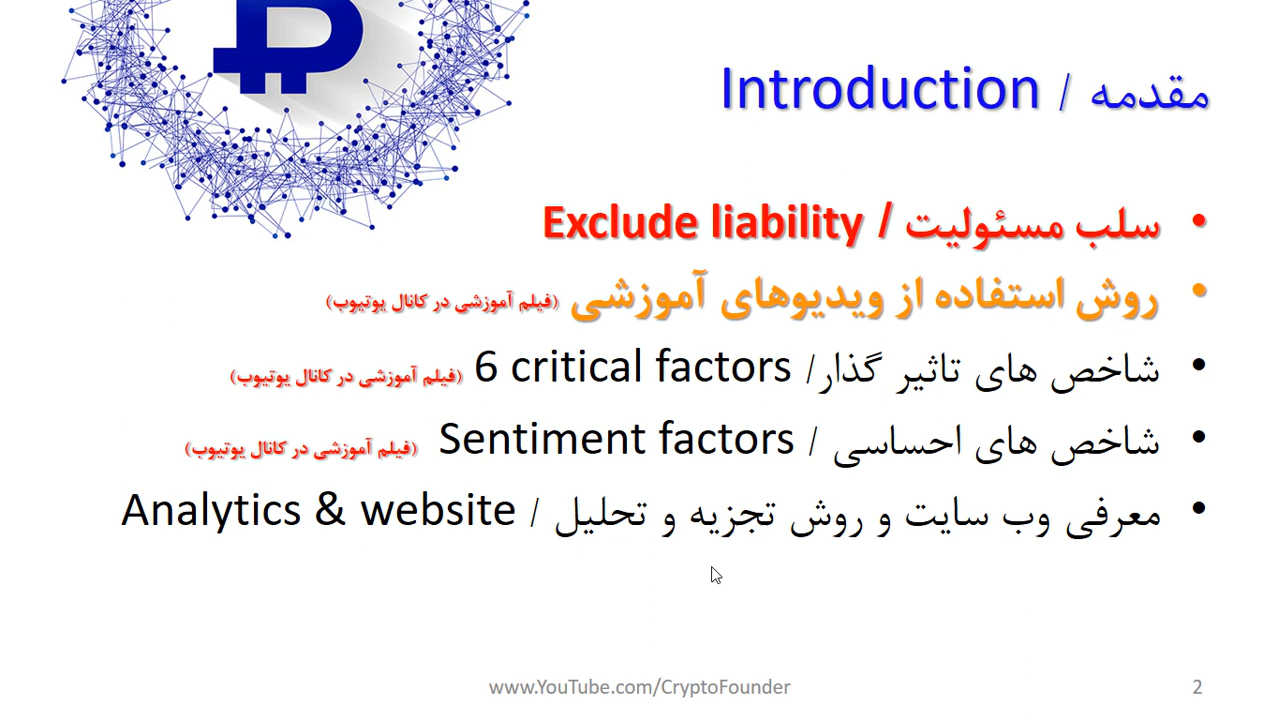 مقدمه / Introduction
• سلب مسئولیت / Exclude liability
• روش استفاده از ویدیوهای آموزشی (فیلم آموزشی در کانال یوتیوب)
• شاخص های تاثیر گذار/ 6 critical factors (فیلم آموزشی در کانال یوتیوب)
• شاخص های احساسی / Sentiment factors (فیلم آموزشی در کانال یوتیوب)
• معرفی وب سایت و روش تجزیه و تحلیل / Analytics & website
www.YouTube.com/CryptoFounder
2